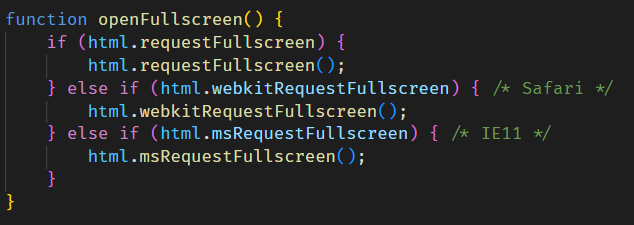 function openFullscreen() {
    if (html.requestFullscreen) {
        html.requestFullscreen();
    } else if (html.webkitRequestFullscreen) { /* Safari */
        html.webkitRequestFullscreen();
    } else if (html.msRequestFullscreen) { /* IE11 */
        html.msRequestFullscreen();
    }
}